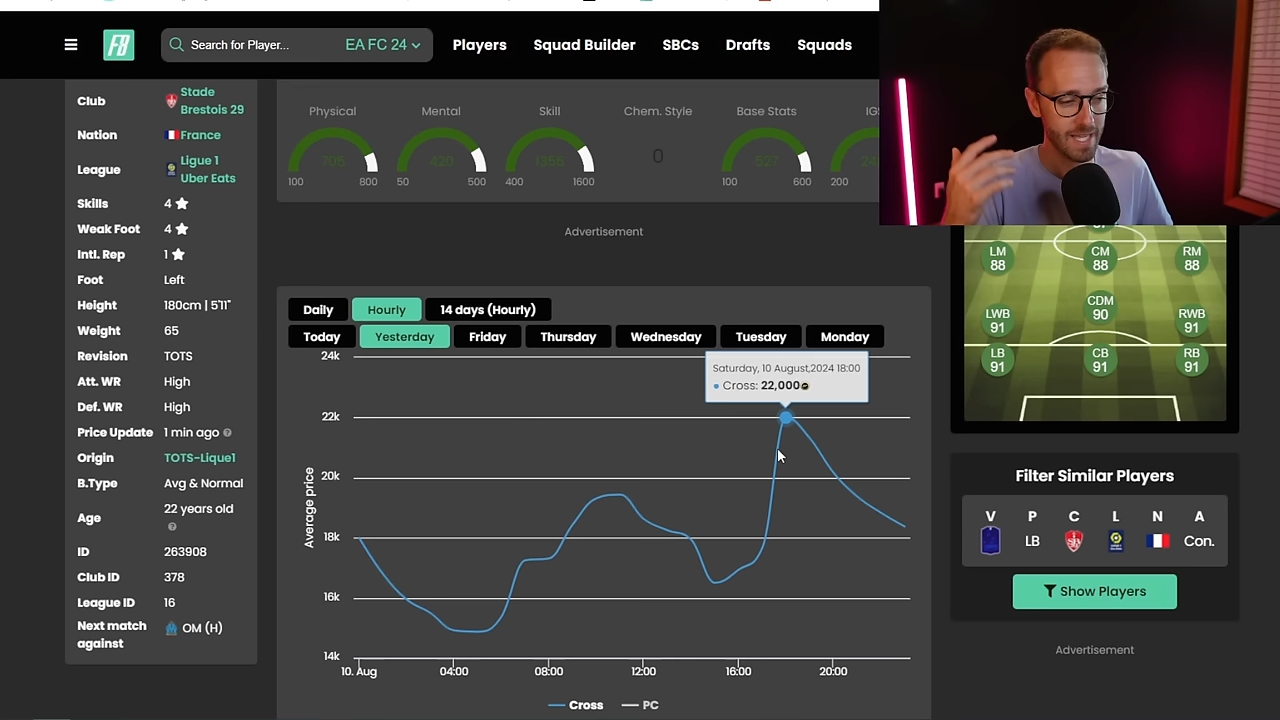 FB
Search for Player...
EA FC 24
Players
Squad Builder
SBCs
Drafts
Squads
Club
Stade
Brestois 29
Nation
France
League
Ligue 1
Uber Eats
Skills
4
Weak Foot
4
Intl. Rep
1
Foot
Left
Height
180cm | 5'11"
Weight
65
Revision
TOTS
Att. WR
High
Def. WR
High
Price Update
1 min ago
Origin
TOTS-Lique1
B.Type
Avg & Normal
Age
22 years old
ID
263908
Club ID
378
League ID
16
Next match
against
OM (H)
Physical
705
100
800
Mental
420
50
500
Skill
1356
400
1600
Chem. Style
0
Base Stats
527
100
600
200
Advertisement
Daily
Hourly
14 days (Hourly)
Today
Yesterday
Friday
Thursday
Wednesday
Tuesday
Monday
Saturday, 10 August,2024 18:00
Cross: 22,000
Average price
24k
22k
20k
18k
16k
14k
10. Aug
04:00
08:00
12:00
16:00
20:00
Cross
PC
LM
88
CM
88
RM
88
LWB
91
CDM
90
RWB
91
LB
91
CB
91
RB
91
Filter Similar Players
V
P
C
L
N
A
LB
Con.
Show Players
Advertisement